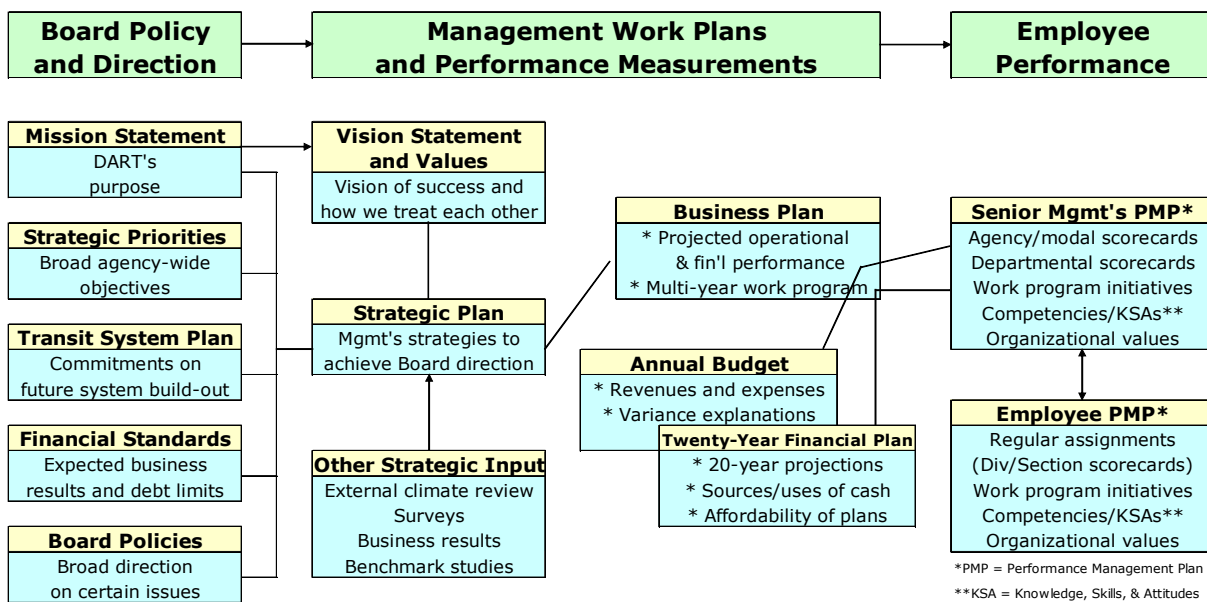 Board Policy
and Direction
Management Work Plans
and Performance Measurements
Employee
Performance
Mission Statement
DART's
purpose
Strategic Priorities
Broad agency-wide
objectives
Transit System Plan
Commitments on
future system build-out
Financial Standards
Expected business
results and debt limits
Board Policies
Broad direction
on certain issues
Vision Statement
and Values
Vision of success and
how we treat each other
Strategic Plan
Mgmt's strategies to
achieve Board direction
Other Strategic Input
External climate review
Surveys
Business results
Benchmark studies
Business Plan
* Projected operational
& fin'l performance
* Multi-year work program
Annual Budget
* Revenues and expenses
* Variance explanations
Twenty-Year Financial Plan
* 20-year projections
* Sources/uses of cash
* Affordability of plans
Senior Mgmt's PMP*
Agency/modal scorecards
Departmental scorecards
Work program initiatives
Competencies/KSAs**
Organizational values
Employee PMP*
Regular assignments
(Div/Section scorecards)
Work program initiatives
Competencies/KSAs**
Organizational values
*PMP = Performance Management Plan
**KSA = Knowledge, Skills, & Attitudes